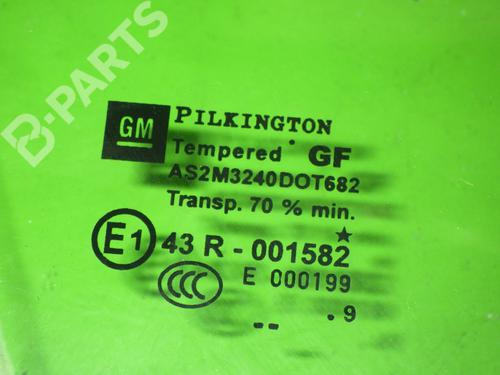 B-PARTS
GM
PILKINGTON
Tempered GF
AS2M3240DOT682
Transp. 70 % min.
E1 43 R - 001582
CCC E 000199
-- . 9